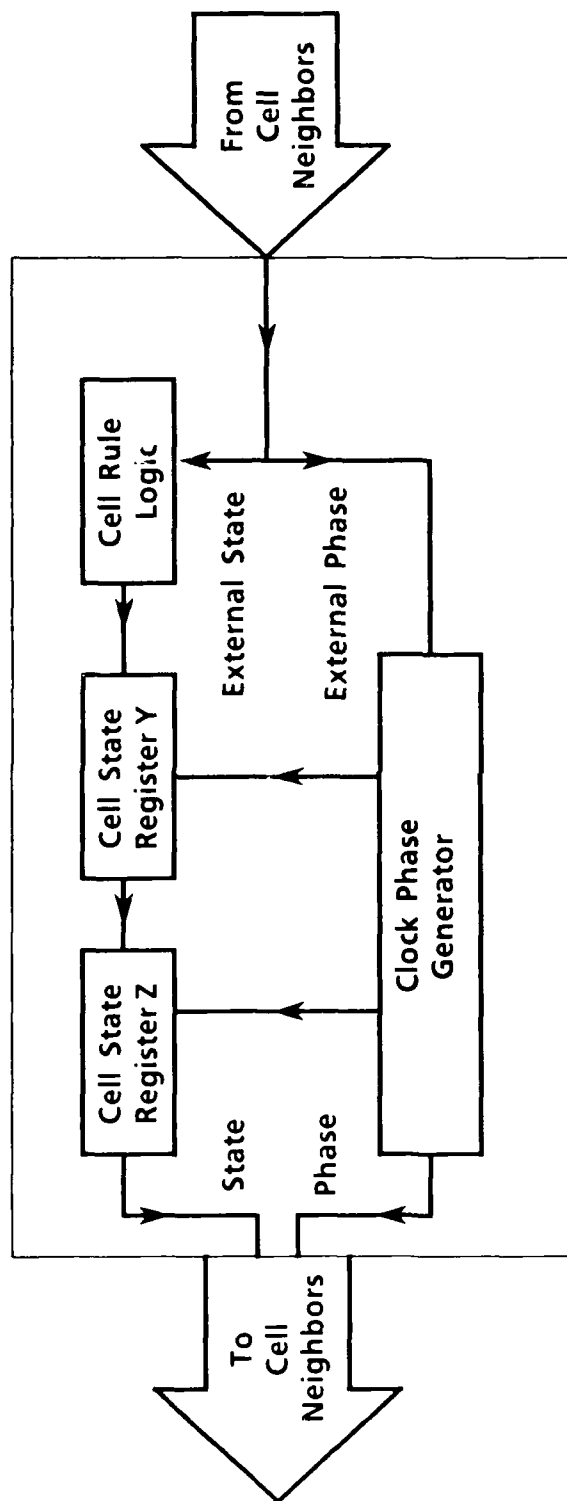 To
Cell
Neighbors
State
Phase
Cell State
Register Z
Cell State
Register Y
Cell Rule
Logic
External State
External Phase
Clock Phase
Generator
From
Cell
Neighbors